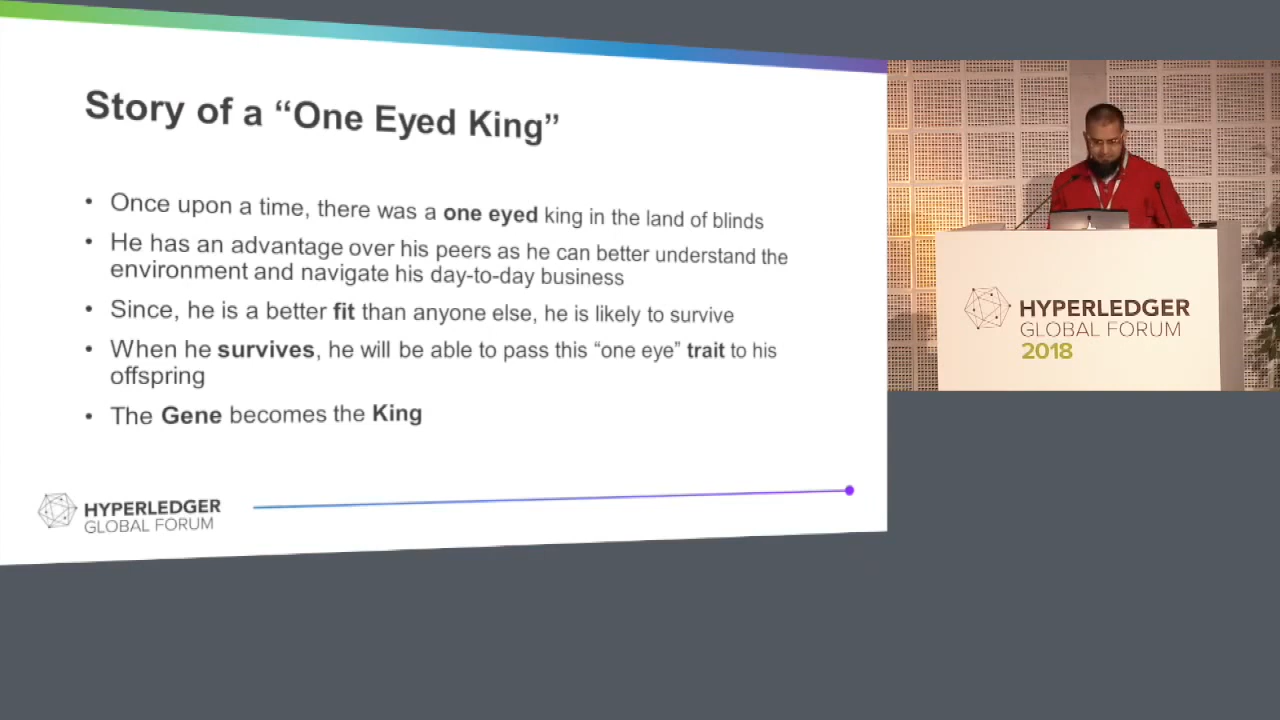 Story of a “One Eyed King”
• Once upon a time, there was a one eyed king in the land of blinds
• He has an advantage over his peers as he can better understand the
environment and navigate his day-to-day business
• Since, he is a better fit than anyone else, he is likely to survive
• When he survives, he will be able to pass this “one eye” trait to his
offspring
• The Gene becomes the King
HYPERLEDGER
GLOBAL FORUM
HYPERLEDGER
GLOBAL FORUM
2018